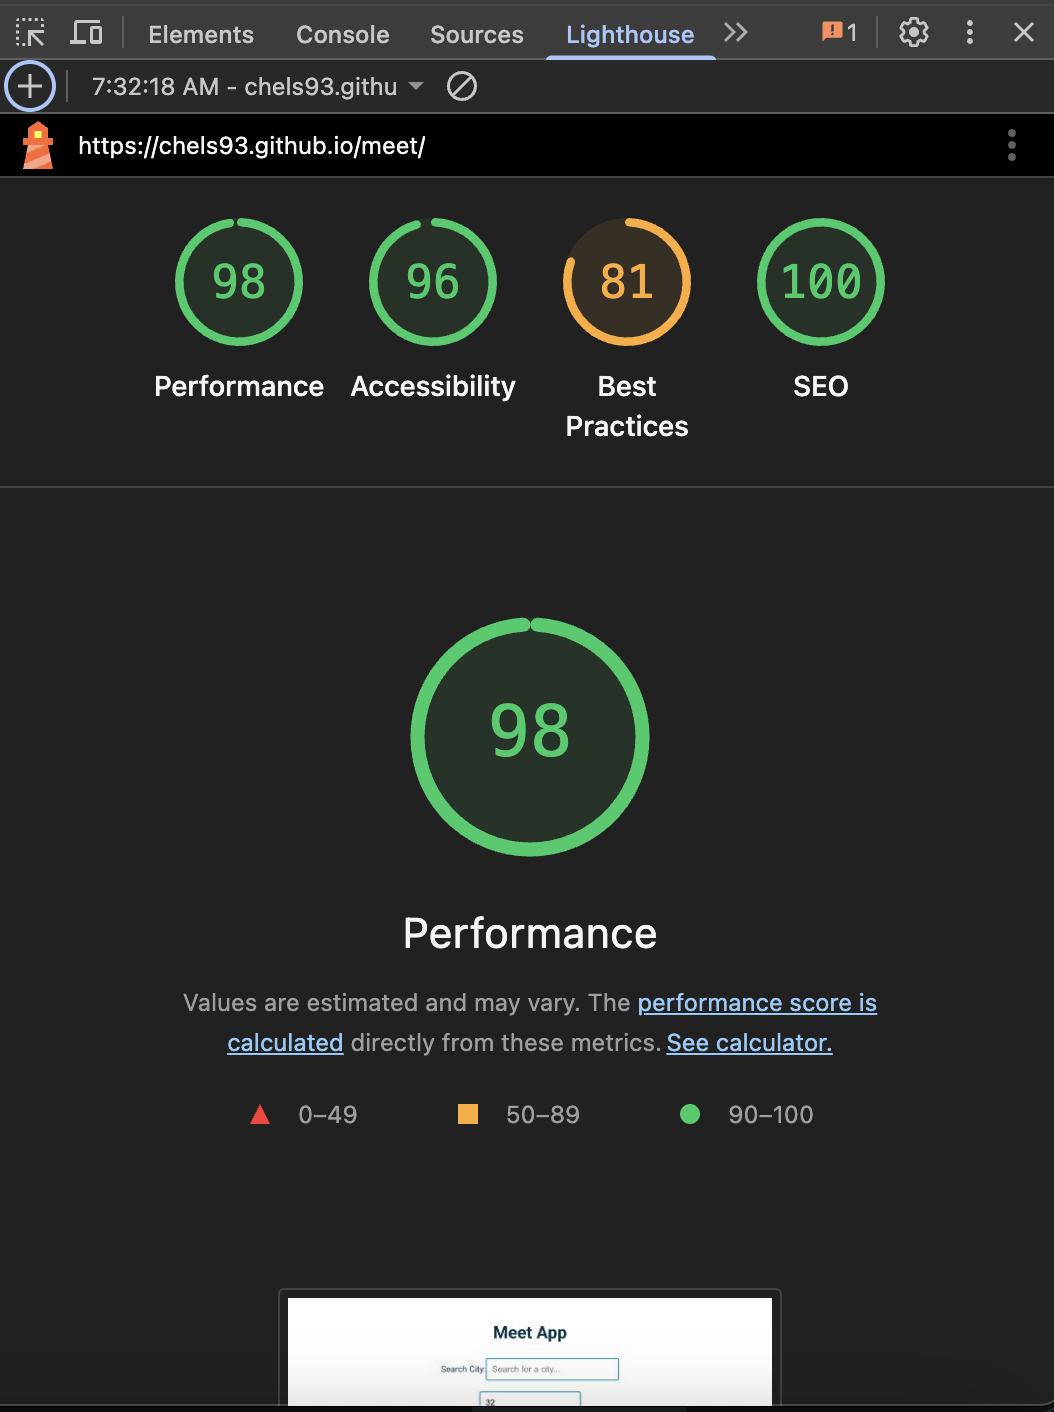 Elements Console Sources Lighthouse 1
7:32:18 AM - chels93.githu
https://chels93.github.io/meet/
98 96 81 100
Performance Accessibility Best Practices SEO
98
Performance
Values are estimated and may vary. The performance score is
calculated directly from these metrics. See calculator.
0–49 50–89 90–100
Meet App
Search City: Search for a city...
32